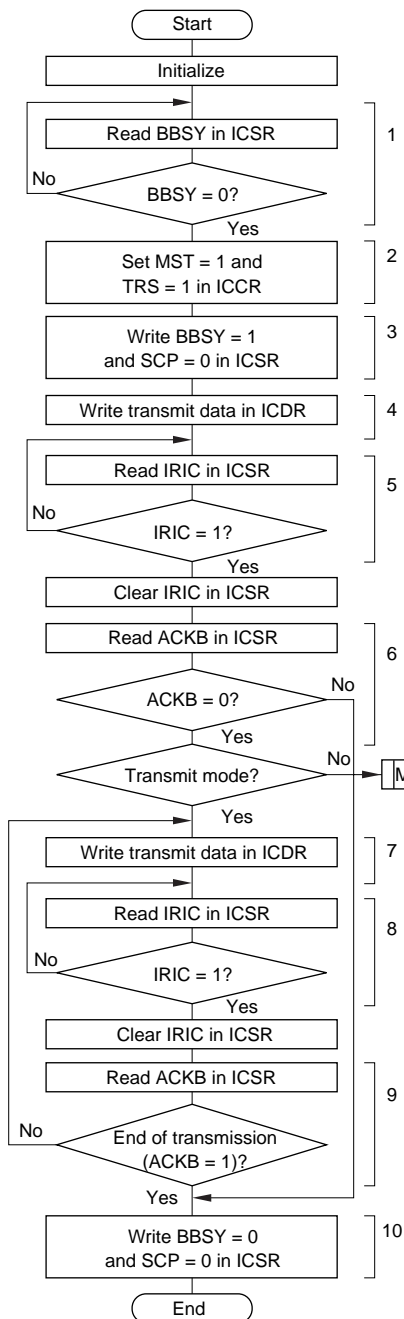 Start
Initialize
Read BBSY in ICSR
1
No
BBSY = 0?
Yes
Set MST = 1 and
TRS = 1 in ICCR
2
Write BBSY = 1
and SCP = 0 in ICSR
3
Write transmit data in ICDR
4
Read IRIC in ICSR
5
No
IRIC = 1?
Yes
Clear IRIC in ICSR
Read ACKB in ICSR
6
ACKB = 0?
No
Yes
Transmit mode?
No
M
Yes
Write transmit data in ICDR
7
Read IRIC in ICSR
8
No
IRIC = 1?
Yes
Clear IRIC in ICSR
Read ACKB in ICSR
9
No
End of transmission
(ACKB = 1)?
Yes
Write BBSY = 0
and SCP = 0 in ICSR
10
End